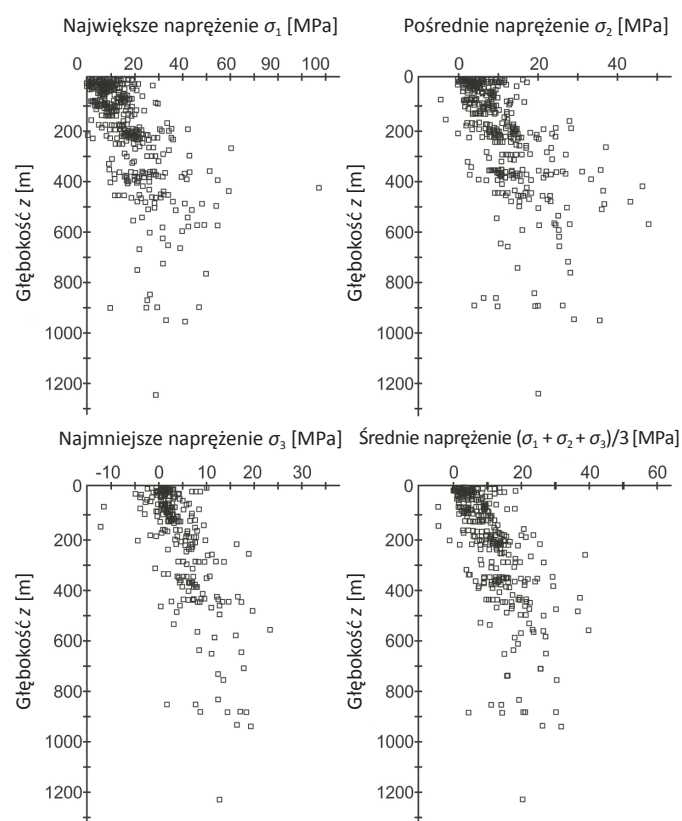 Największe naprężenie σ₁ [MPa]
0 20 40 60 90 100
Głębokość z [m]
200
400
600
800
1000
1200
Pośrednie naprężenie σ₂ [MPa]
0 20 40
0
Głębokość z [m]
200
400
600
800
1000
1200
Najmniejsze naprężenie σ₃ [MPa]
–10 0 10 20 30
0
Głębokość z [m]
200
400
600
800
1000
1200
Średnie naprężenie (σ₁ + σ₂ + σ₃)/3 [MPa]
0 20 40 60
0
Głębokość z [m]
200
400
600
800
1000
1200